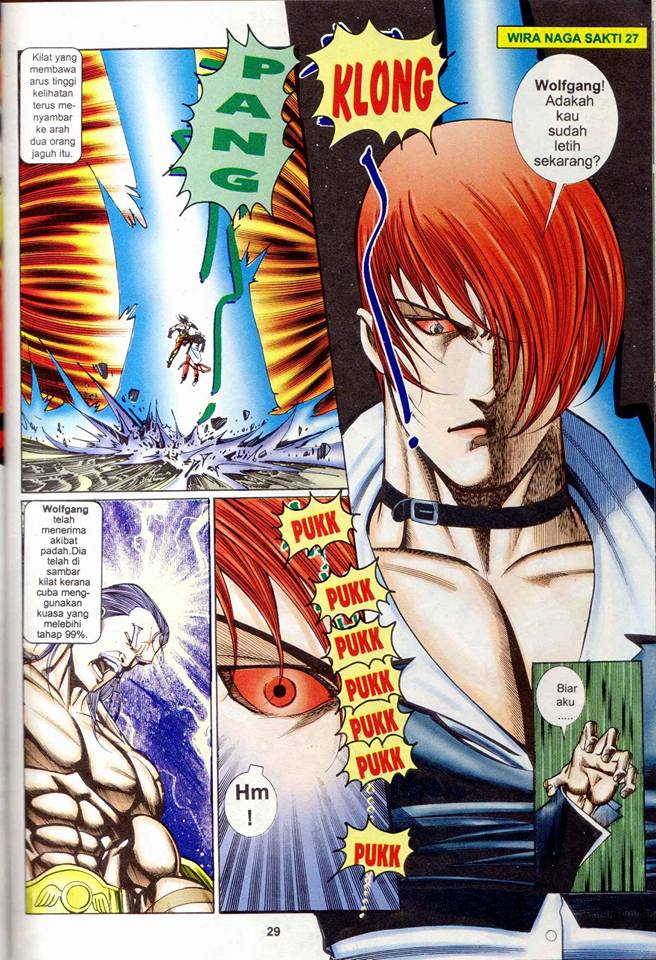 WIRA NAGA SAKTI 27
Kilat yang
membawa
arus tinggi
kelihatan
terus me-
nyambar
ke arah
dua orang
jaguh itu.
PANG
KLONG
Wolfgang!
Adakah
kau
sudah
letih
sekarang?
Wolfgang
telah
menerima
akibat
padah.Dia
telah di
sambar
kilat kerana
cuba meng-
gunakan
kuasa yang
melebihi
tahap 99%.
PUKK
PUKK
PUKK
PUKK
PUKK
PUKK
PUKK
Hm
!
Biar
aku
.....
29